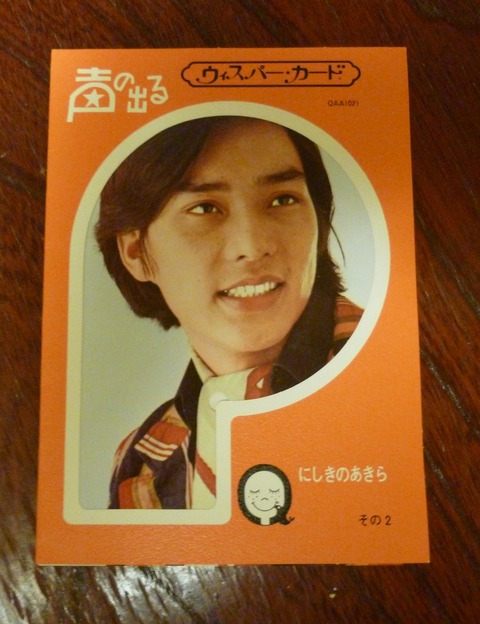 声の出る
ウィスパー・カード
にしきのあきら
その2